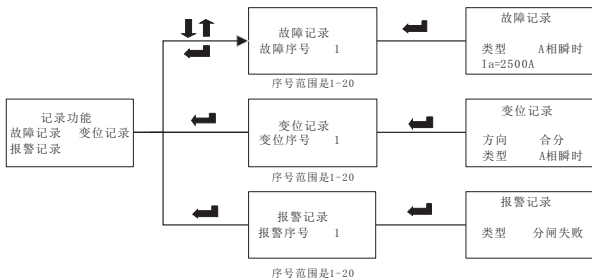 故障记录
故障序号 1
序号范围是1-20
故障记录
类型 A相瞬时
Ia=2500A
记录功能
故障记录 变位记录
报警记录
变位记录
变位序号 1
序号范围是1-20
变位记录
方向 合分
类型 A相瞬时
报警记录
报警序号 1
序号范围是1-20
报警记录
类型 分闸失败